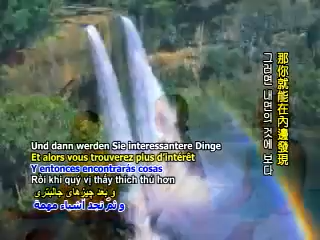 那你就能在內邊發現
그러면 내면의 것에 보다
Und dann werden Sie interessantere Dinge
Et alors vous trouverez plus d'intérêt
Y entonces encontrarás cosas
Rồi khi quý vị thấy thích thú hơn
و بعد چیزهای جالبتری
و ثم نجد أشياء مهمة